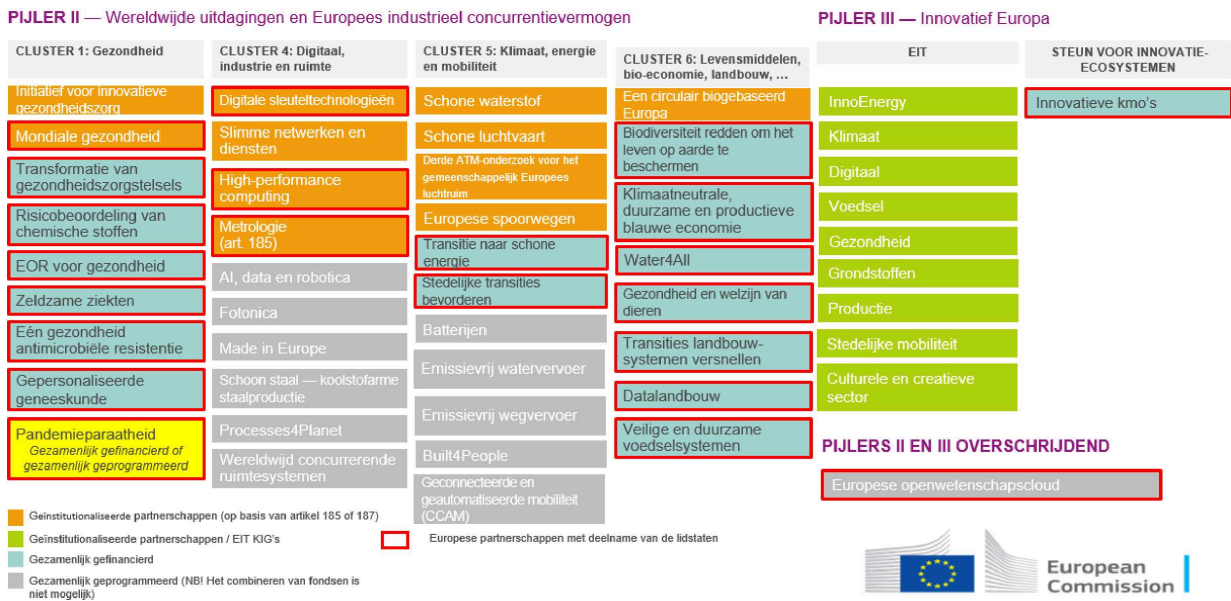 PIJLER II — Wereldwijde uitdagingen en Europees industrieel concurrentievermogen
CLUSTER 1: Gezondheid
Initiatief voor innovatieve
gezondheidszorg
Mondiale gezondheid
Transformatie van
gezondheidszorgstelsels
Risicobeoordeling van
chemische stoffen
EOR voor gezondheid
Zeldzame ziekten
Eén gezondheid
antimicrobiële resistentie
Gepersonaliseerde
geneeskunde
Pandemieparaatheid
Gezamenlijk gefinancierd of
gezamenlijk geprogrammeerd
CLUSTER 4: Digitaal,
industrie en ruimte
Digitale sleuteltechnologieën
Slimme netwerken en
diensten
High-performance
computing
Metrologie
(art. 185)
AI, data en robotica
Fotonica
Made in Europe
Schoon staal — koolstofarme
staalproductie
Processes4Planet
Wereldwijd concurrerende
ruimtesystemen
CLUSTER 5: Klimaat, energie
en mobiliteit
Schone waterstof
Schone luchtvaart
Derde ATM-onderzoek voor het
gemeenschappelijk Europees
luchtruim
Europese spoorwegen
Transitie naar schone
energie
Stedelijke transities
bevorderen
Batterijen
Emissievrij watervervoer
Emissievrij wegvervoer
Built4People
Geconnecteerde en
geautomatiseerde mobiliteit
(CCAM)
CLUSTER 6: Levensmiddelen,
bio-economie, landbouw, ...
Een circulair biogebaseerd
Europa
Biodiversiteit redden om het
leven op aarde te
beschermen
Klimaatneutrale,
duurzame en productieve
blauwe economie
Water4All
Gezondheid en welzijn van
dieren
Transities landbouw-
systemen versnellen
Datalandbouw
Veilige en duurzame
voedselsystemen
PIJLER III — Innovatief Europa
EIT
InnoEnergy
Klimaat
Digitaal
Voedsel
Gezondheid
Grondstoffen
Productie
Stedelijke mobiliteit
Culturele en creatieve
sector
STEUN VOOR INNOVATIE-
ECOSYSTEMEN
Innovatieve kmo's
PIJLERS II EN III OVERSCHRIJDEND
Europese openwetenschapscloud
Geïnstitutionaliseerde partnerschappen (op basis van artikel 185 of 187)
Geïnstitutionaliseerde partnerschappen / EIT KIG's
Gezamenlijk gefinancierd
Gezamenlijk geprogrammeerd (NB! Het combineren van fondsen is
niet mogelijk)
Europese partnerschappen met deelname van de lidstaten
European
Commission